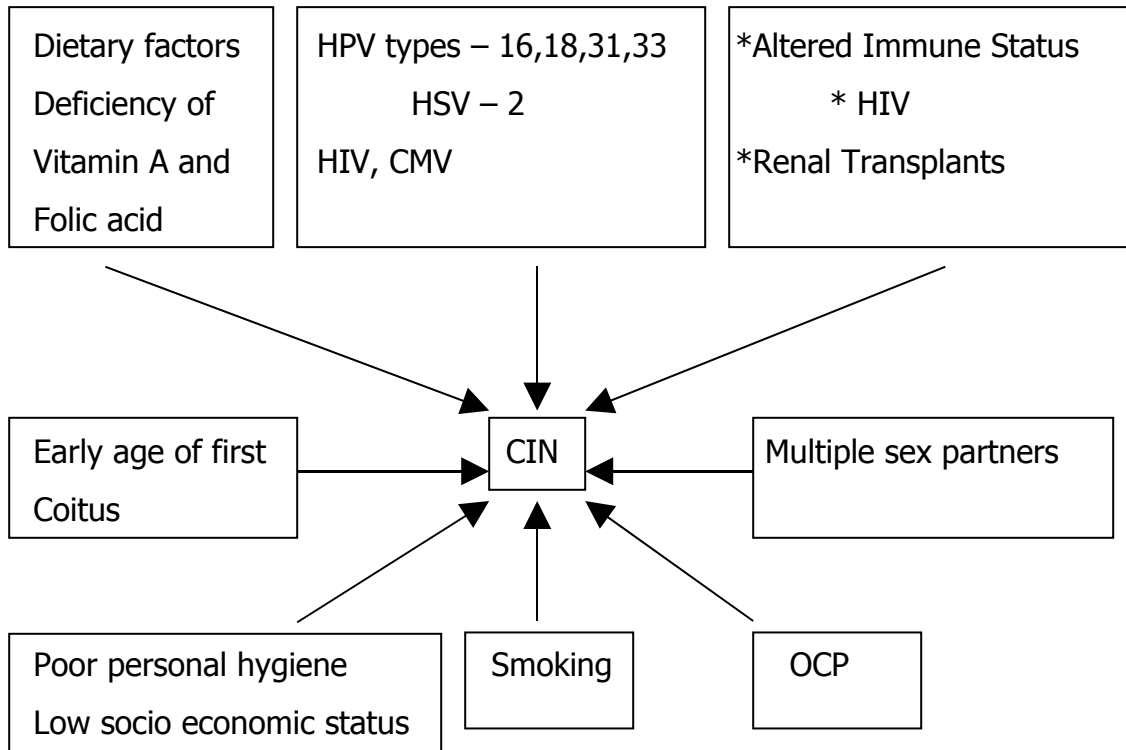 Dietary factors
Deficiency of
Vitamin A and
Folic acid
HPV types – 16,18,31,33
HSV – 2
HIV, CMV
*Altered Immune Status
* HIV
*Renal Transplants
Early age of first
Coitus
CIN
Multiple sex partners
Poor personal hygiene
Low socio economic status
Smoking
OCP